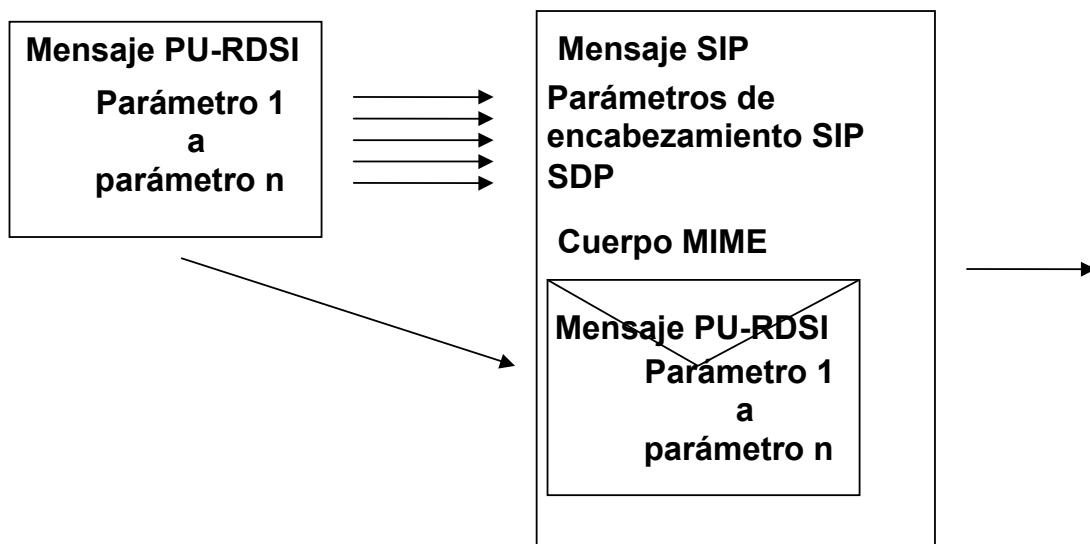 Mensaje PU-RDSI
Parámetro 1
a
parámetro n
Mensaje SIP
Parámetros de
encabezamiento SIP
SDP
Cuerpo MIME
Mensaje PU-RDSI
Parámetro 1
a
parámetro n